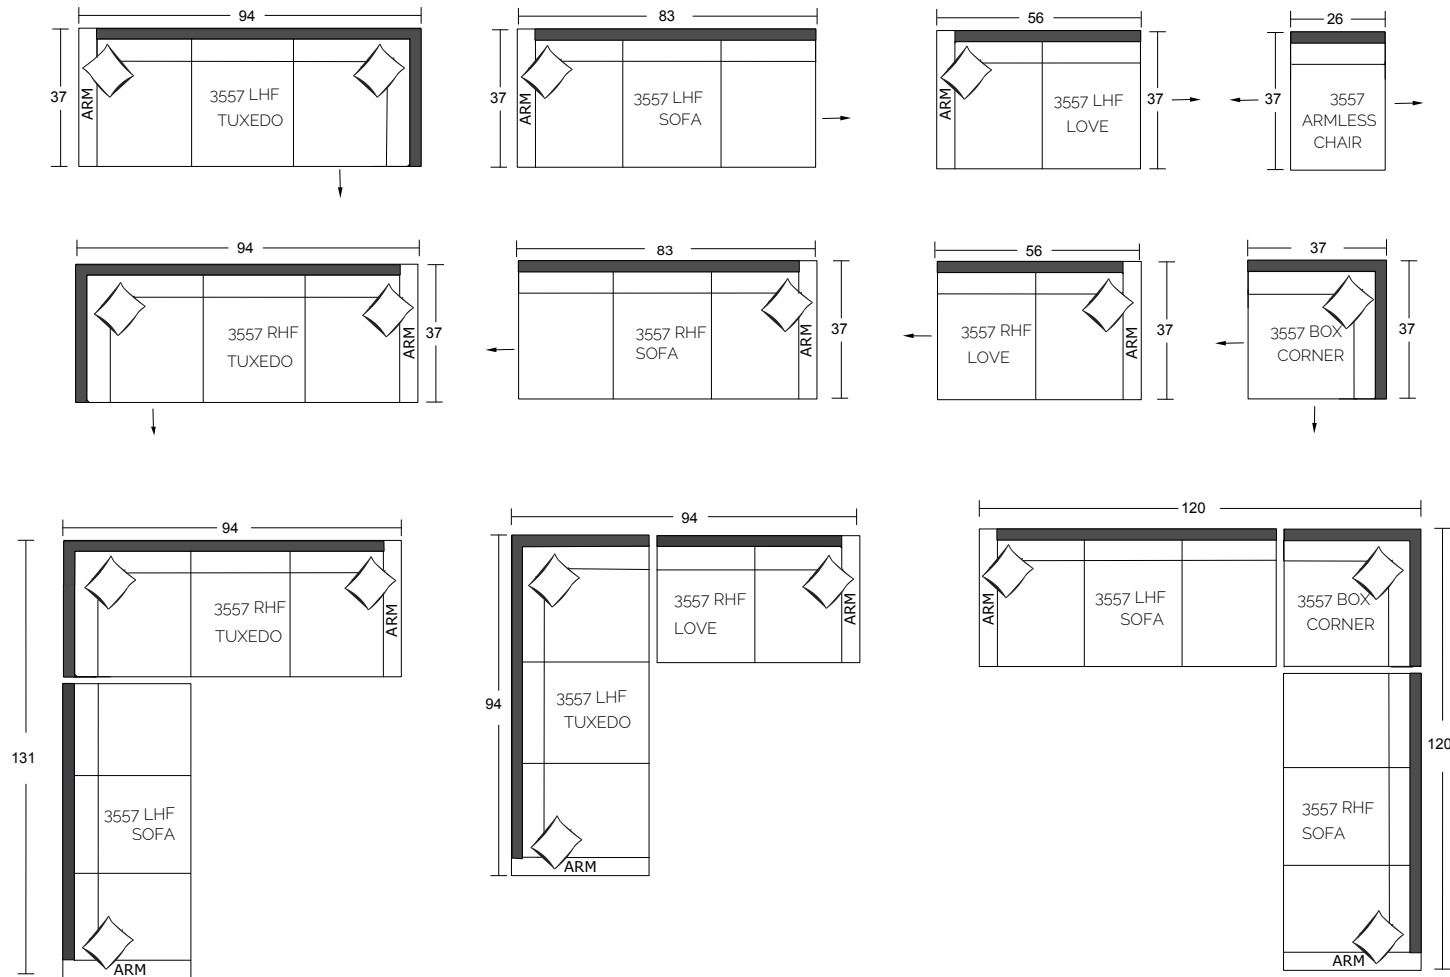 94
83
56
26
37
ARM
3557 LHF
TUXEDO
37
ARM
3557 LHF
SOFA
ARM
3557 LHF
LOVE
37
37
3557
ARMLESS
CHAIR
94
83
56
37
3557 RHF
TUXEDO
ARM
37
3557 RHF
SOFA
ARM
37
3557 RHF
LOVE
ARM
37
3557 BOX
CORNER
37
94
131
3557 RHF
TUXEDO
ARM
3557 LHF
SOFA
ARM
94
94
3557 RHF
LOVE
ARM
3557 LHF
TUXEDO
ARM
120
ARM
3557 LHF
SOFA
3557 BOX
CORNER
120
3557 RHF
SOFA
ARM